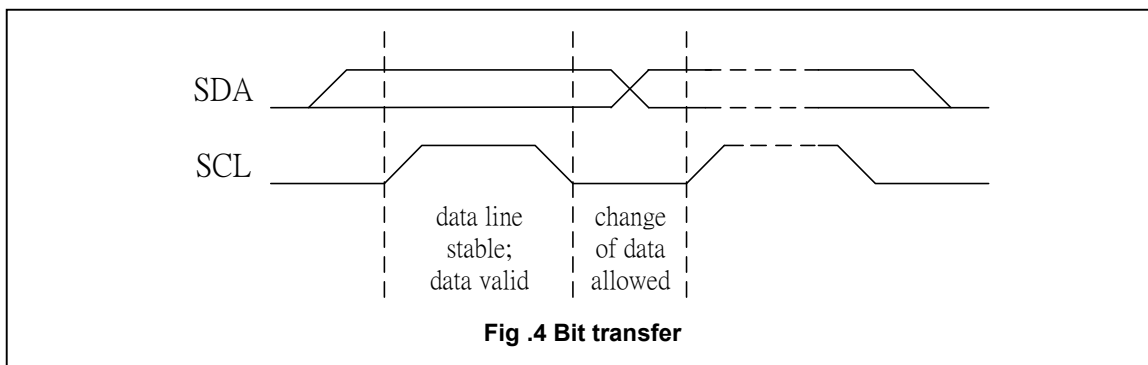 SDA
SCL
data line
stable;
data valid
change
of data
allowed
Fig .4 Bit transfer